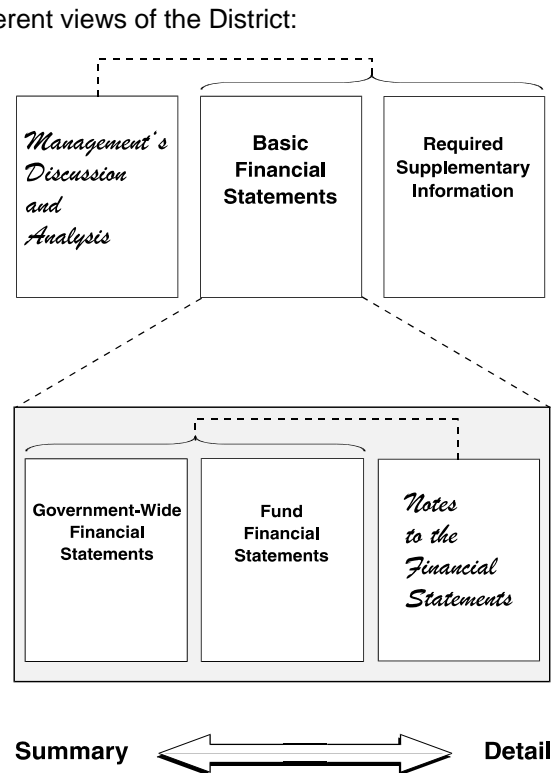 erent views of the District:
Management's
Discussion
and
Analysis
Basic
Financial
Statements
Required
Supplementary
Information
Government-Wide
Financial
Statements
Fund
Financial
Statements
Notes
to the
Financial
Statements
Summary
Detail